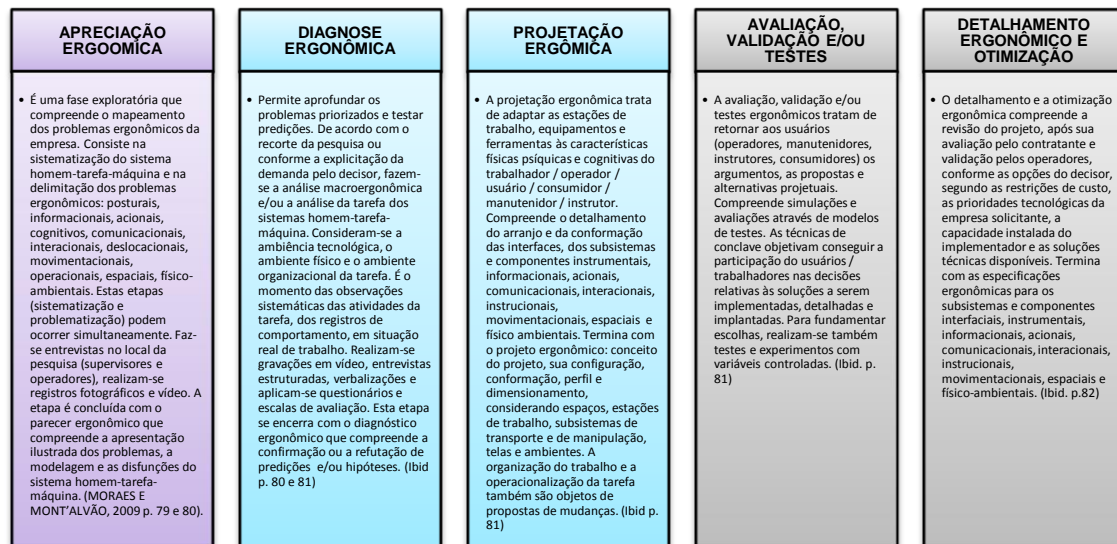 APRECIAÇÃO
ERGOOMICA
• É uma fase exploratória que
compreende o mapeamento
dos problemas ergonômicos da
empresa. Consiste na
sistematização do sistema
homem-tarefa-máquina e na
delimitação dos problemas
ergonômicos: posturais,
informacionais, acionais,
cognitivos, comunicacionais,
interacionais, deslocacionais,
movimentacionais,
operacionais, espaciais, físico-
ambientais. Estas etapas
(sistematização e
problematização) podem
ocorrer simultaneamente. Faz-
se entrevistas no local da
pesquisa (supervisores e
operadores), realizam-se
registros fotográficos e vídeo. A
etapa é concluída com o
parecer ergonômico que
compreende a apresentação
ilustrada dos problemas, a
modelagem e as disfunções do
sistema homem-tarefa-
máquina. (MORAES E
MONT'ALVÃO, 2009 p. 79 e 80).
DIAGNOSE
ERGONÔMICA
• Permite aprofundar os
problemas priorizados e testar
predições. De acordo com o
recorte da pesquisa ou
conforme a explicitação da
demanda pelo decisor, fazem-
se a análise macroergonômica
e/ou a análise da tarefa dos
sistemas homem-tarefa-
máquina. Consideram-se a
ambiência tecnológica, o
ambiente físico e o ambiente
organizacional da tarefa. É o
momento das observações
sistemáticas das atividades da
tarefa, dos registros de
comportamento, em situação
real de trabalho. Realizam-se
gravações em vídeo, entrevistas
estruturadas, verbalizações e
aplicam-se questionários e
escalas de avaliação. Esta etapa
se encerra com o diagnóstico
ergonômico que compreende a
confirmação ou a refutação de
predições e/ou hipóteses. (Ibid
p. 80 e 81)
PROJETAÇÃO
ERGÔMICA
• A projetação ergonômica trata
de adaptar as estações de
trabalho, equipamentos e
ferramentas às características
físicas psíquicas e cognitivas do
trabalhador / operador /
usuário / consumidor /
manutenidor / instrutor.
Compreende o detalhamento
do arranjo e da conformação
das interfaces, dos subsistemas
e componentes instrumentais,
informacionais, acionais,
comunicacionais, interacionais,
instrucionais,
movimentacionais, espaciais e
físico ambientais. Termina com
o projeto ergonômico: conceito
do projeto, sua configuração,
conformação, perfil e
dimensionamento,
considerando espaços, estações
de trabalho, subsistemas de
transporte e de manipulação,
telas e ambientes. A
organização do trabalho e a
operacionalização da tarefa
também são objetos de
propostas de mudanças. (Ibid p.
81)
AVALIAÇÃO,
VALIDAÇÃO E/OU
TESTES
• A avaliação, validação e/ou
testes ergonômicos tratam de
retornar aos usuários
(operadores, manutenidores,
instrutores, consumidores) os
argumentos, as propostas e
alternativas projetuais.
Compreende simulações e
avaliações através de modelos
de testes. As técnicas de
conclave objetivam conseguir a
participação do usuários /
trabalhadores nas decisões
relativas às soluções a serem
implementadas, detalhadas e
implantadas. Para fundamentar
escolhas, realizam-se também
testes e experimentos com
variáveis controladas. (Ibid. p.
81)
DETALHAMENTO
ERGONÔMICO E
OTIMIZAÇÃO
• O detalhamento e a otimização
ergonômica compreende a
revisão do projeto, após sua
avaliação pelo contratante e
validação pelos operadores,
conforme as opções do decisor,
segundo as restrições de custo,
as prioridades tecnológicas da
empresa solicitante, a
capacidade instalada do
implementador e as soluções
técnicas disponíveis. Termina
com as especificações
ergonômicas para os
subsistemas e componentes
interfaciais, instrumentais,
informacionais, acionais,
comunicacionais, interacionais,
instrucionais,
movimentacionais, espaciais e
físico-ambientais. (Ibid. p.82)